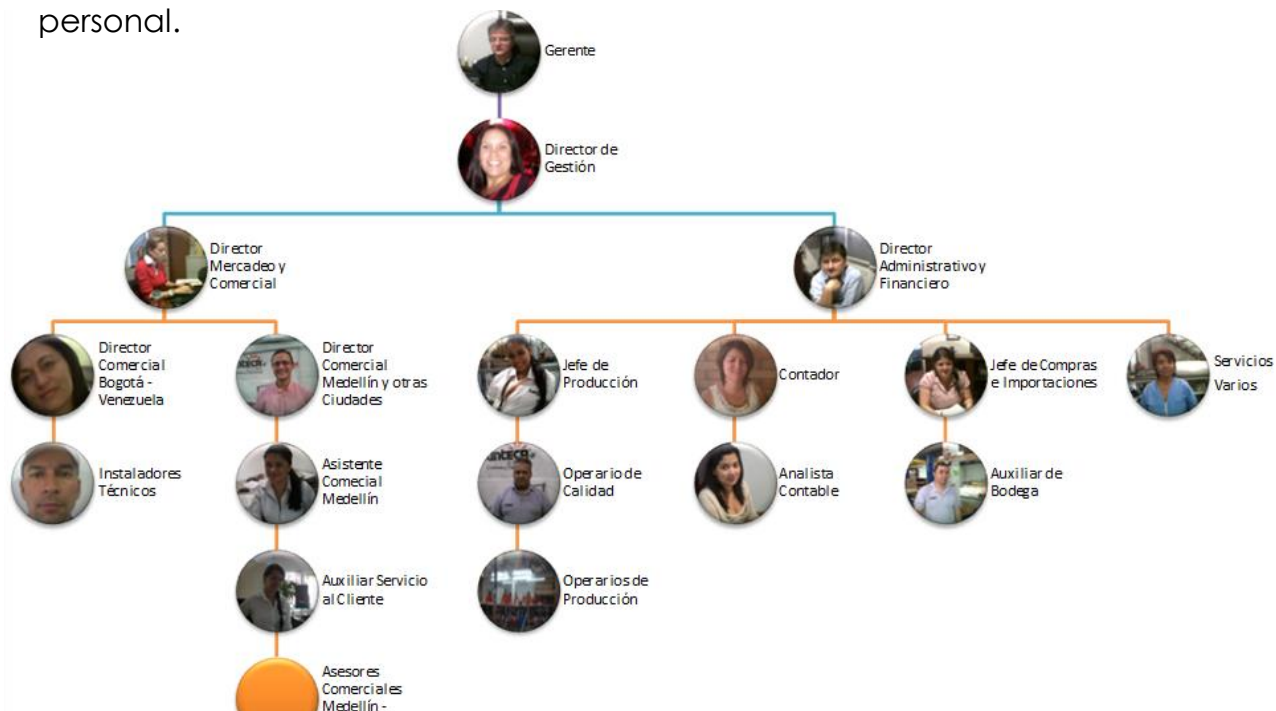 personal.
Gerente
Director de
Gestión
Director
Mercadeo y
Comercial
Director
Administrativo y
Financiero
Director
Comercial
Bogotá -
Venezuela
Director
Comercial
Medellín y otras
Ciudades
Jefe de
Producción
Contador
Jefe de Compras
e Importaciones
Servicios
Varios
Instaladores
Técnicos
Asistente
Comecial
Medellín
Operario de
Calidad
Analista
Contable
Auxiliar de
Bodega
Auxiliar Servicio
al Cliente
Operarios de
Producción
Asesores
Comerciales
Medellín -